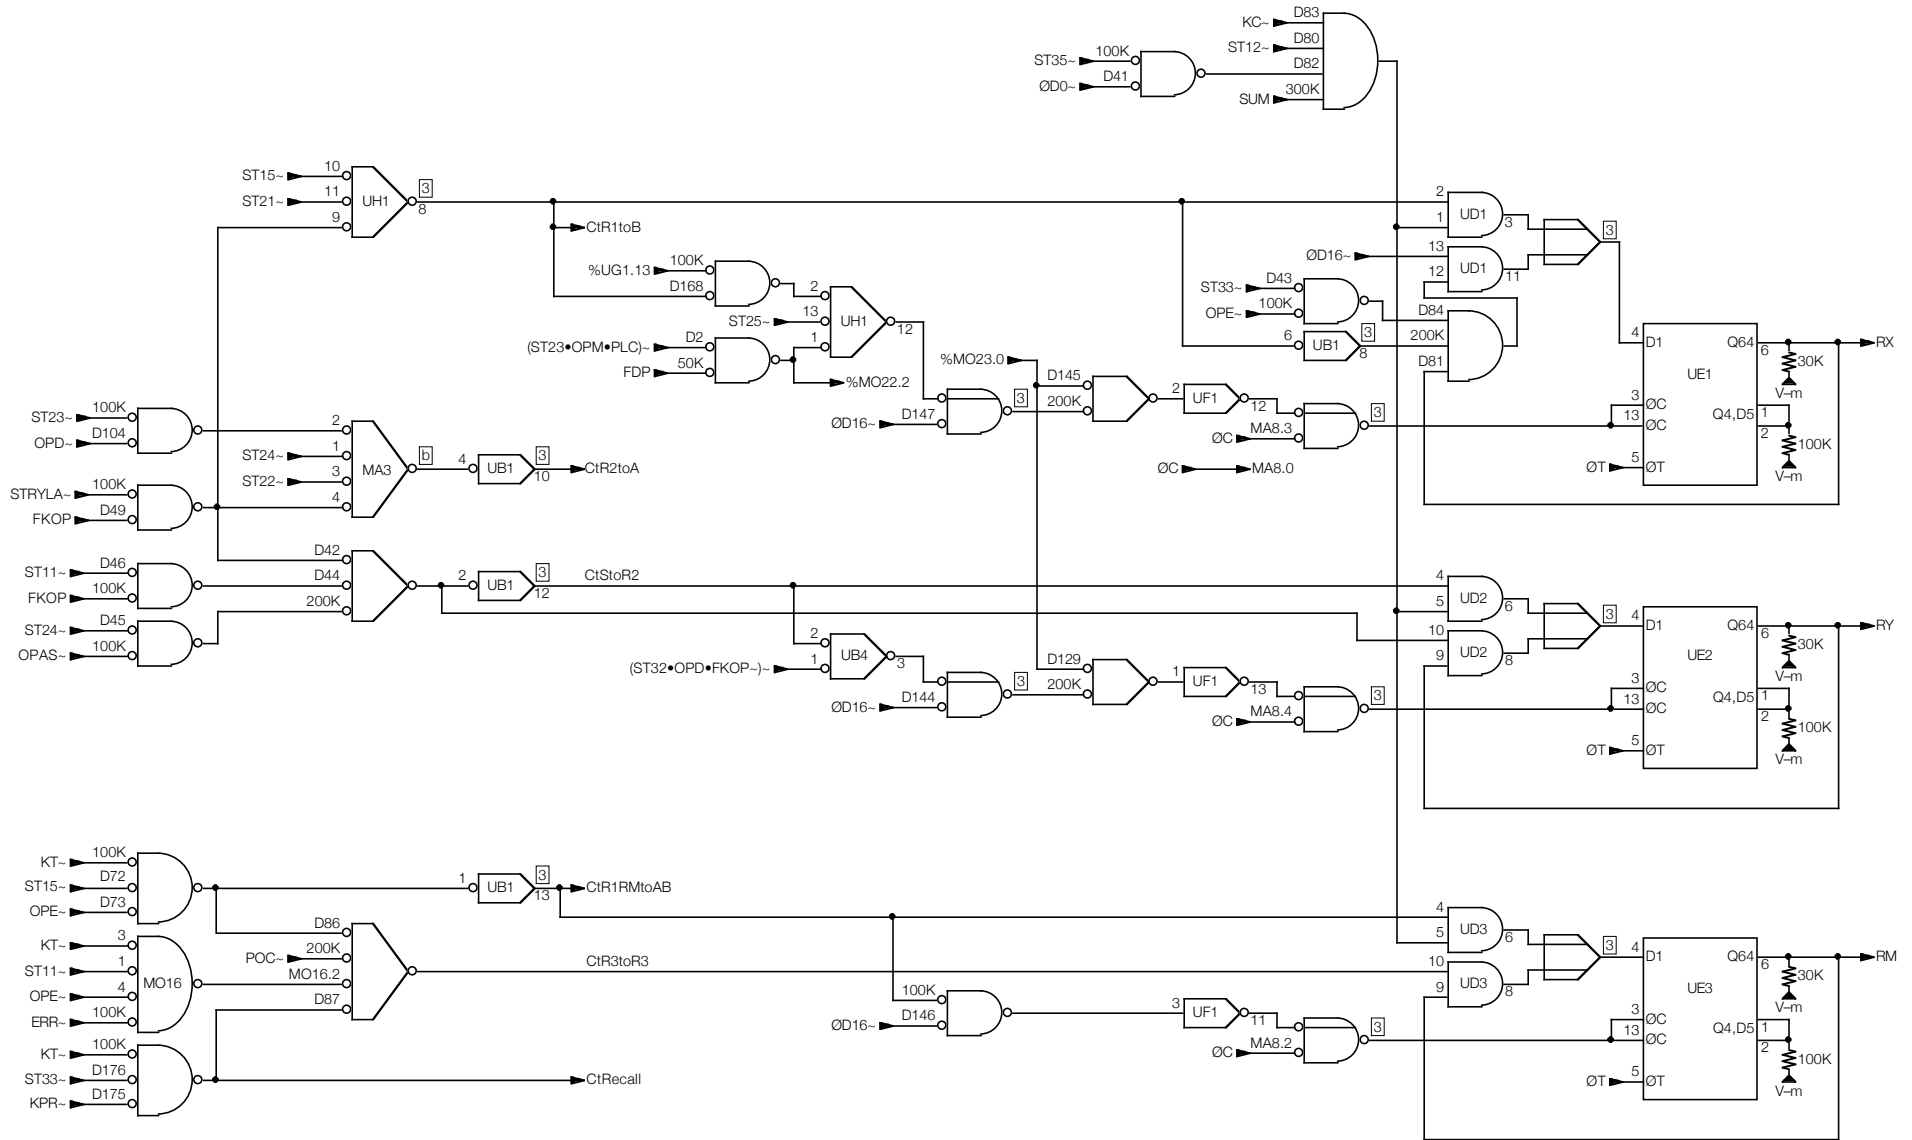 KC~ D83
ST12~ D80
D82
SUM 300K
ST35~ 100K
ØD0~ D41
ST15~ 10
ST21~ 11
9
UH1
3
8
CtR1toB
%UG1.13 100K
D168
ST25~ 13
2
1
UH1
12
(ST23•OPM•PLC)~ D2
FDP 50K
%MO22.2
ØD16~ D147
3
%MO23.0
D145
200K
2 UF1 12
ØC MA8.3
3
ØC MA8.0
2
1
UD1
3
ØD16~ 13
12
UD1
11
3
ST33~ D43
OPE~ 100K
D84
200K
D81
6 UB1 3
8
4 D1 Q64 6
UE1
3 ØC
13 ØC
Q4,D5 1
2
ØT 5 ØT
30K
V–m
100K
V–m
RX
ST23~ 100K
OPD~ D104
STRYLA~ 100K
FKOP D49
2
ST24~ 1
ST22~ 3
4
MA3
b
4 UB1 3
10
CtR2toA
ST11~ D46
FKOP 100K
ST24~ D45
OPAS~ 100K
D42
D44
200K
2 UB1 3
12
CtStoR2
2
(ST32•OPD•FKOP~)~ 1
UB4
3
ØD16~ D144
3
D129
200K
1 UF1 13
ØC MA8.4
3
4
5
UD2
6
10
9
UD2
8
3
4 D1 Q64 6
UE2
3 ØC
13 ØC
Q4,D5 1
2
ØT 5 ØT
30K
V–m
100K
V–m
RY
KT~ 100K
ST15~ D72
OPE~ D73
KT~ 3
ST11~ 1
OPE~ 4
ERR~ 100K
MO16
KT~ 100K
ST33~ D176
KPR~ D175
D86
POC~ 200K
MO16.2
D87
1 UB1 3
13
CtR1RMtoAB
CtR3toR3
CtRecall
100K
ØD16~ D146
3 UF1 11
ØC MA8.2
3
4
5
UD3
6
10
9
UD3
8
3
4 D1 Q64 6
UE3
3 ØC
13 ØC
Q4,D5 1
2
ØT 5 ØT
30K
V–m
100K
V–m
RM